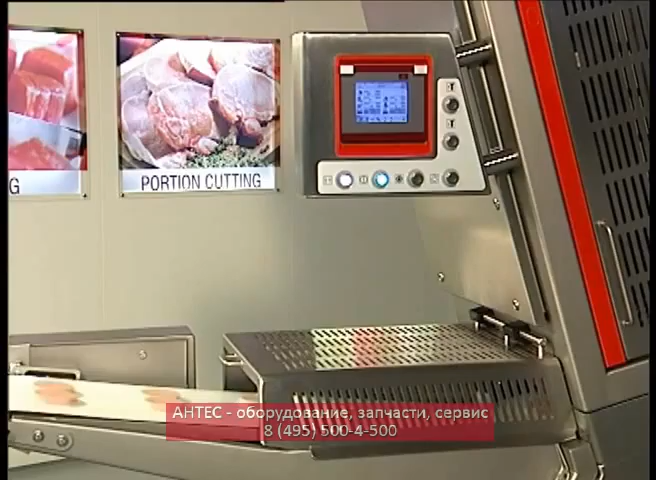 G
PORTION CUTTING
АНТЕС - оборудование, запчасти, сервис
8 (495) 500-4-500